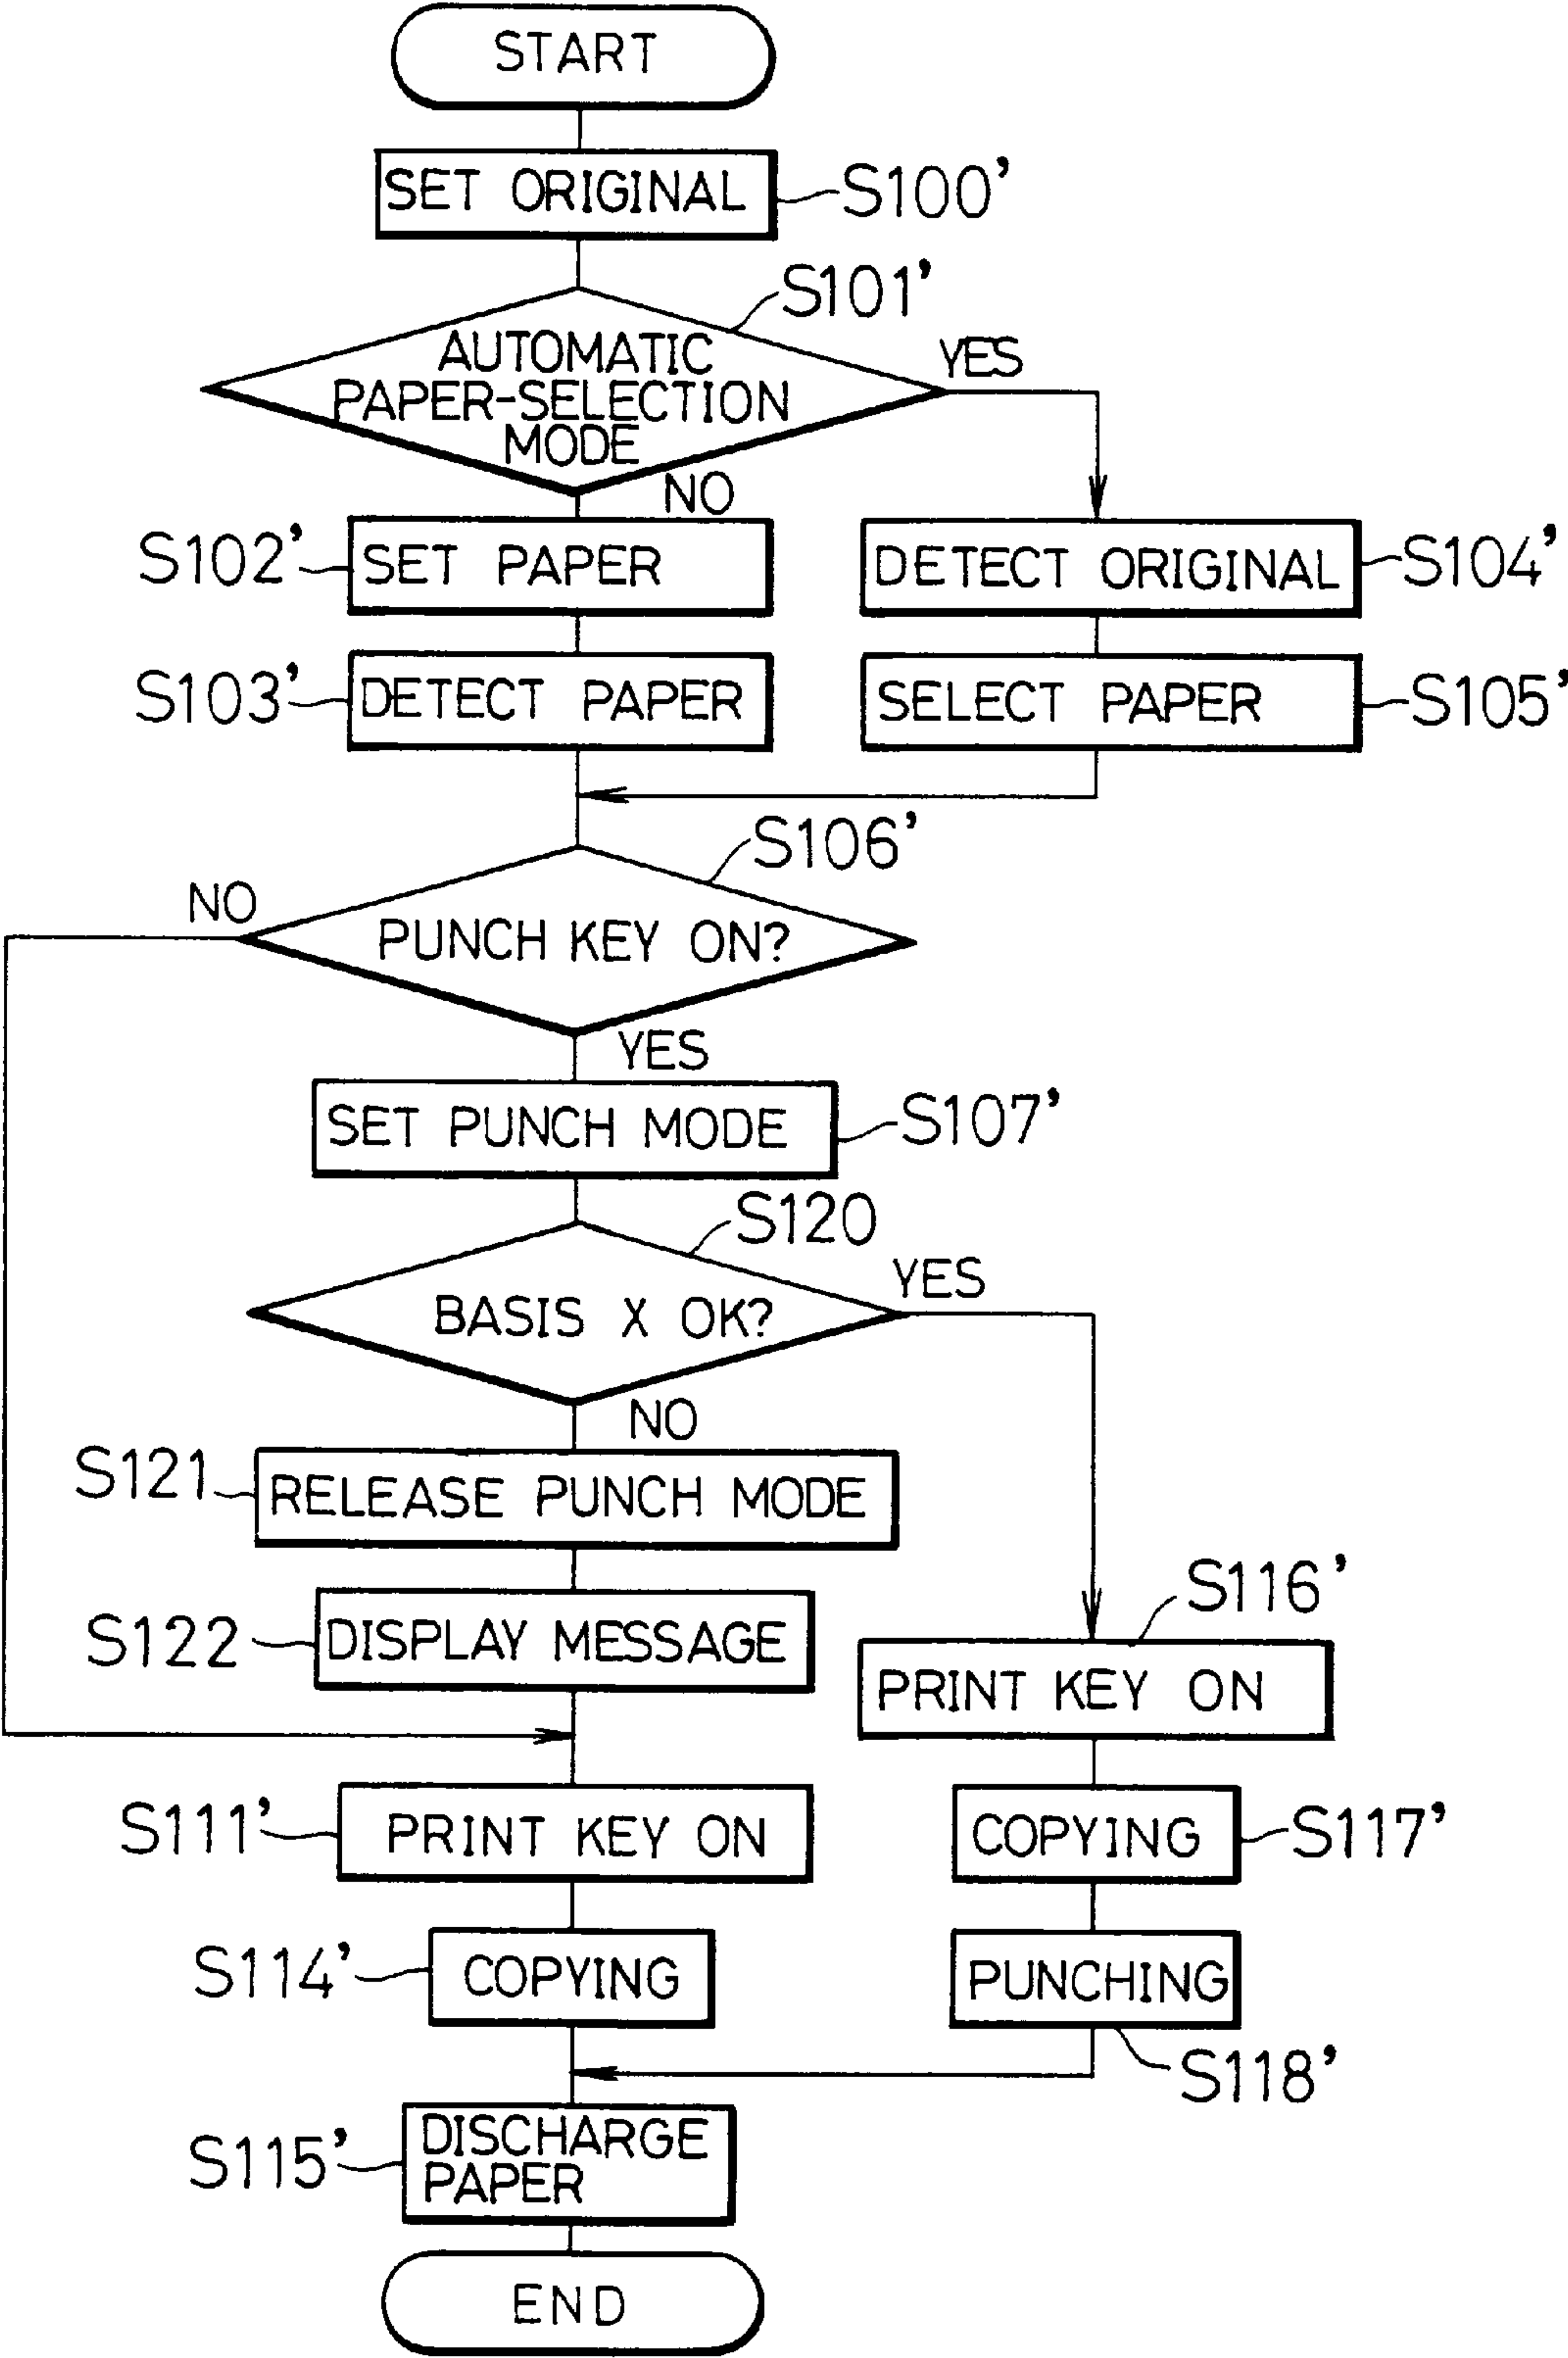 START
SET ORIGINAL
S100'
S101'
AUTOMATIC
PAPER-SELECTION
MODE
YES
NO
S102'
SET PAPER
DETECT ORIGINAL
S104'
S103'
DETECT PAPER
SELECT PAPER
S105'
S106'
NO
PUNCH KEY ON?
YES
SET PUNCH MODE
S107'
S120
YES
BASIS X OK?
NO
S121
RELEASE PUNCH MODE
S116'
S122
DISPLAY MESSAGE
PRINT KEY ON
S111'
PRINT KEY ON
COPYING
S117'
S114'
COPYING
PUNCHING
S118'
S115'
DISCHARGE
PAPER
END